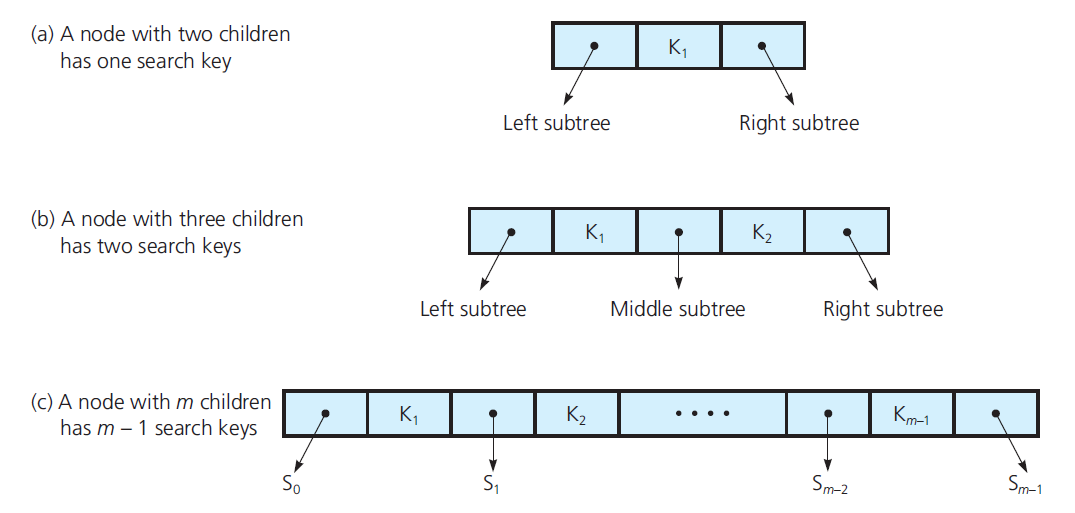 (a) A node with two children
has one search key
K₁
Left subtree
Right subtree
(b) A node with three children
has two search keys
K₁
K₂
Left subtree
Middle subtree
Right subtree
(c) A node with m children
has m – 1 search keys
K₁
K₂
• • • •
Kₘ₋₁
S₀
S₁
Sₘ₋₂
Sₘ₋₁